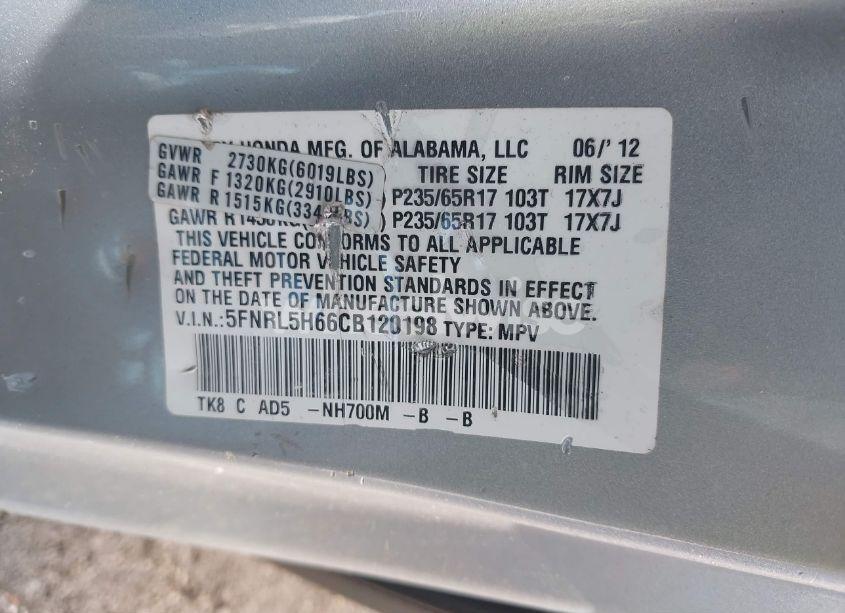 HONDA MFG. OF ALABAMA, LLC 06/' 12
GVWR 2730KG(6019LBS) TIRE SIZE RIM SIZE
GAWR F 1320KG(2910LBS) P235/65R17 103T 17X7J
GAWR R 1515KG( P235/65R17 103T 17X7J
GAWR R
THIS VEHICLE CONFORMS TO ALL APPLICABLE
FEDERAL MOTOR VEHICLE SAFETY
AND THEFT PREVENTION STANDARDS IN EFFECT
ON THE DATE OF MANUFACTURE SHOWN ABOVE.
V.I.N.:5FNRL5H66CB120198 TYPE: MPV
TK8 C AD5 -NH700M -B -B